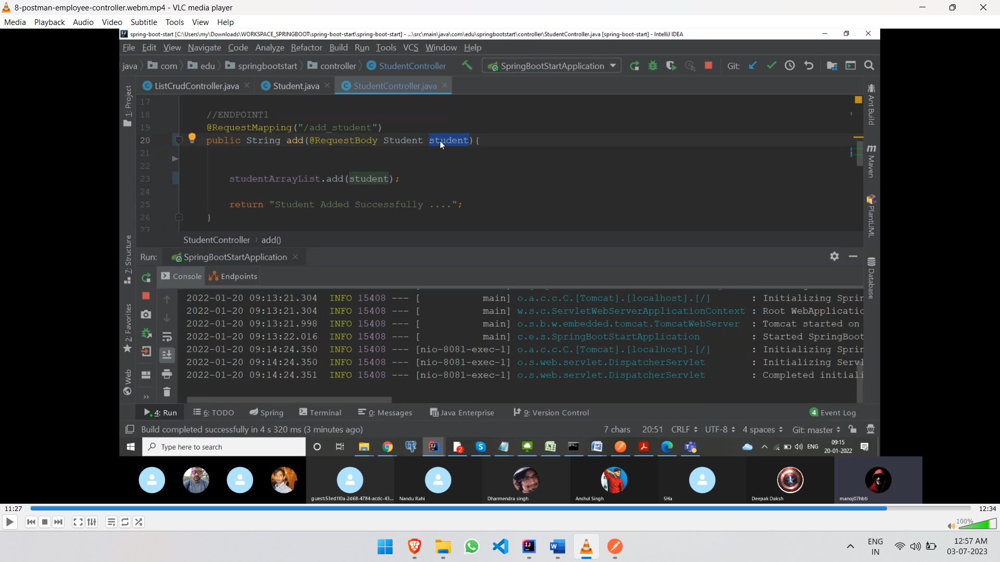 8-postman-employee-controller.webm.mp4 - VLC media player
Media Playback Audio Video Subtitle Tools View Help
spring-boot-start [C:\Users\my\Downloads\WORKSPACE_SPRINGBOOT\spring-boot-start\spring-boot-start] - ...\src\main\java\com\edu\springbootstart\controller\StudentController.java [spring-boot-start] - IntelliJ IDEA
File Edit View Navigate Code Analyze Refactor Build Run Tools VCS Window Help
java com edu springbootstart controller StudentController SpringBootStartApplication Git:
ListCrudController.java Student.java StudentController.java
17
18 //ENDPOINT1
19 @RequestMapping("/add_student")
20 public String add(@RequestBody Student student){
21
22
23 studentArrayList.add(student);
24
25 return "Student Added Successfully ....";
26 }
27
1: Project
7: Structure
2: Favorites
Web
Ant Build
m Maven
PlantUML
Database
StudentController › add()
Run: SpringBootStartApplication
Console Endpoints
2022-01-20 09:13:21.304 INFO 15408 --- [ main] o.a.c.c.C.[Tomcat].[localhost].[/] : Initializing Sprin
2022-01-20 09:13:21.304 INFO 15408 --- [ main] w.s.c.ServletWebServerApplicationContext : Root WebApplicatio
2022-01-20 09:13:21.998 INFO 15408 --- [ main] o.s.b.w.embedded.tomcat.TomcatWebServer : Tomcat started on
2022-01-20 09:13:22.016 INFO 15408 --- [ main] c.e.s.SpringBootStartApplication : Started SpringBoot
2022-01-20 09:14:24.350 INFO 15408 --- [nio-8081-exec-1] o.a.c.c.C.[Tomcat].[localhost].[/] : Initializing Sprin
2022-01-20 09:14:24.350 INFO 15408 --- [nio-8081-exec-1] o.s.web.servlet.DispatcherServlet : Initializing Servl
2022-01-20 09:14:24.351 INFO 15408 --- [nio-8081-exec-1] o.s.web.servlet.DispatcherServlet : Completed initiali
4: Run 6: TODO Spring Terminal 0: Messages Java Enterprise 9: Version Control 4 Event Log
Build completed successfully in 4 s 320 ms (3 minutes ago) 7 chars 20:51 CRLF UTF-8 4 spaces Git: master
Type here to search 2 ENG 09:15
20-01-2022
guest:53ed110a-2d68-4784-acdc-43... Nandu Rahi Dharmendra singh Anshul Singh SHa Deepak Daksh manoj07hbti
11:27 12:34
100%
ENG 12:57 AM
IN 03-07-2023